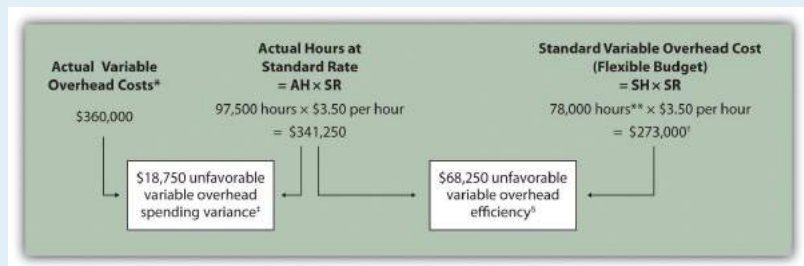 Actual Variable
Overhead Costs*
$360,000
Actual Hours at
Standard Rate
= AH x SR
97,500 hours × $3.50 per hour
= $341,250
Standard Variable Overhead Cost
(Flexible Budget)
= SH x SR
78,000 hours** × $3.50 per hour
= $273,000†
$18,750 unfavorable
variable overhead
spending variance‡
$68,250 unfavorable
variable overhead
efficiency§